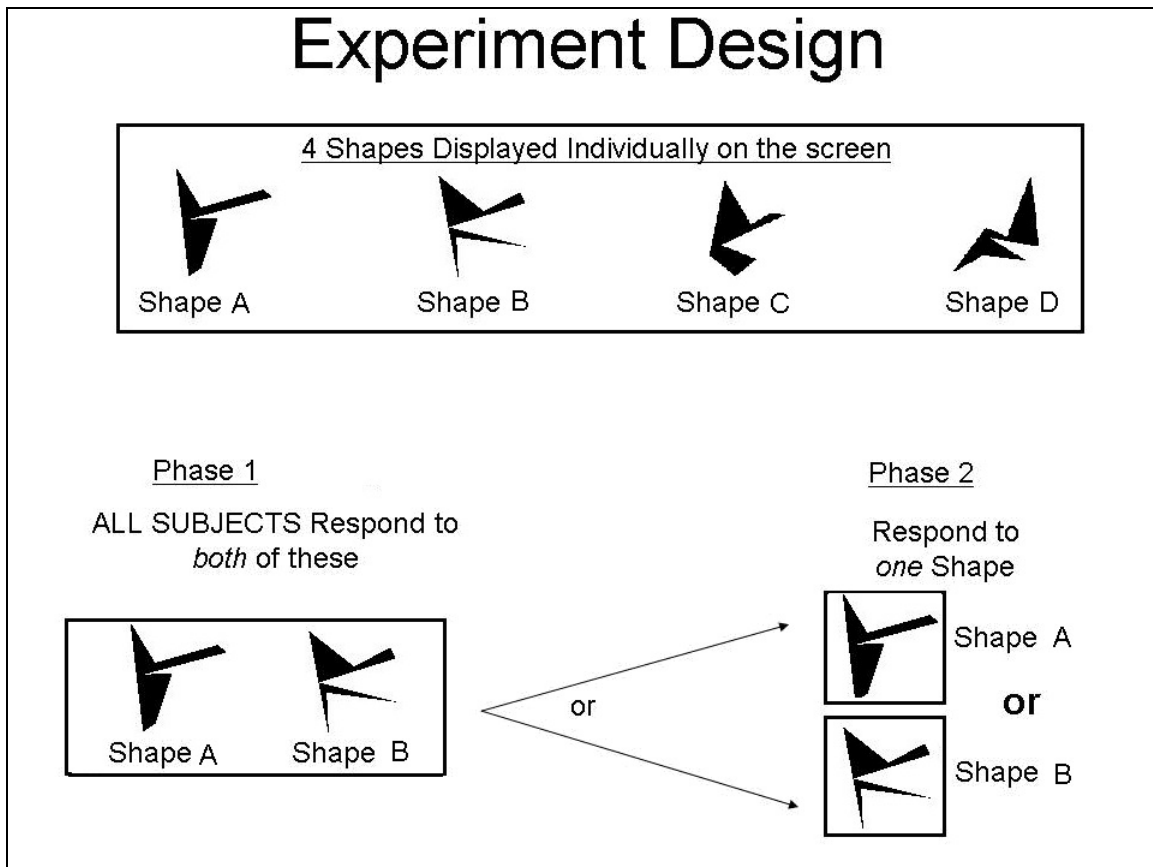 Experiment Design
4 Shapes Displayed Individually on the screen
Shape A
Shape B
Shape C
Shape D
Phase 1
ALL SUBJECTS Respond to
both of these
Shape A
Shape B
or
Phase 2
Respond to
one Shape
Shape A
or
Shape B